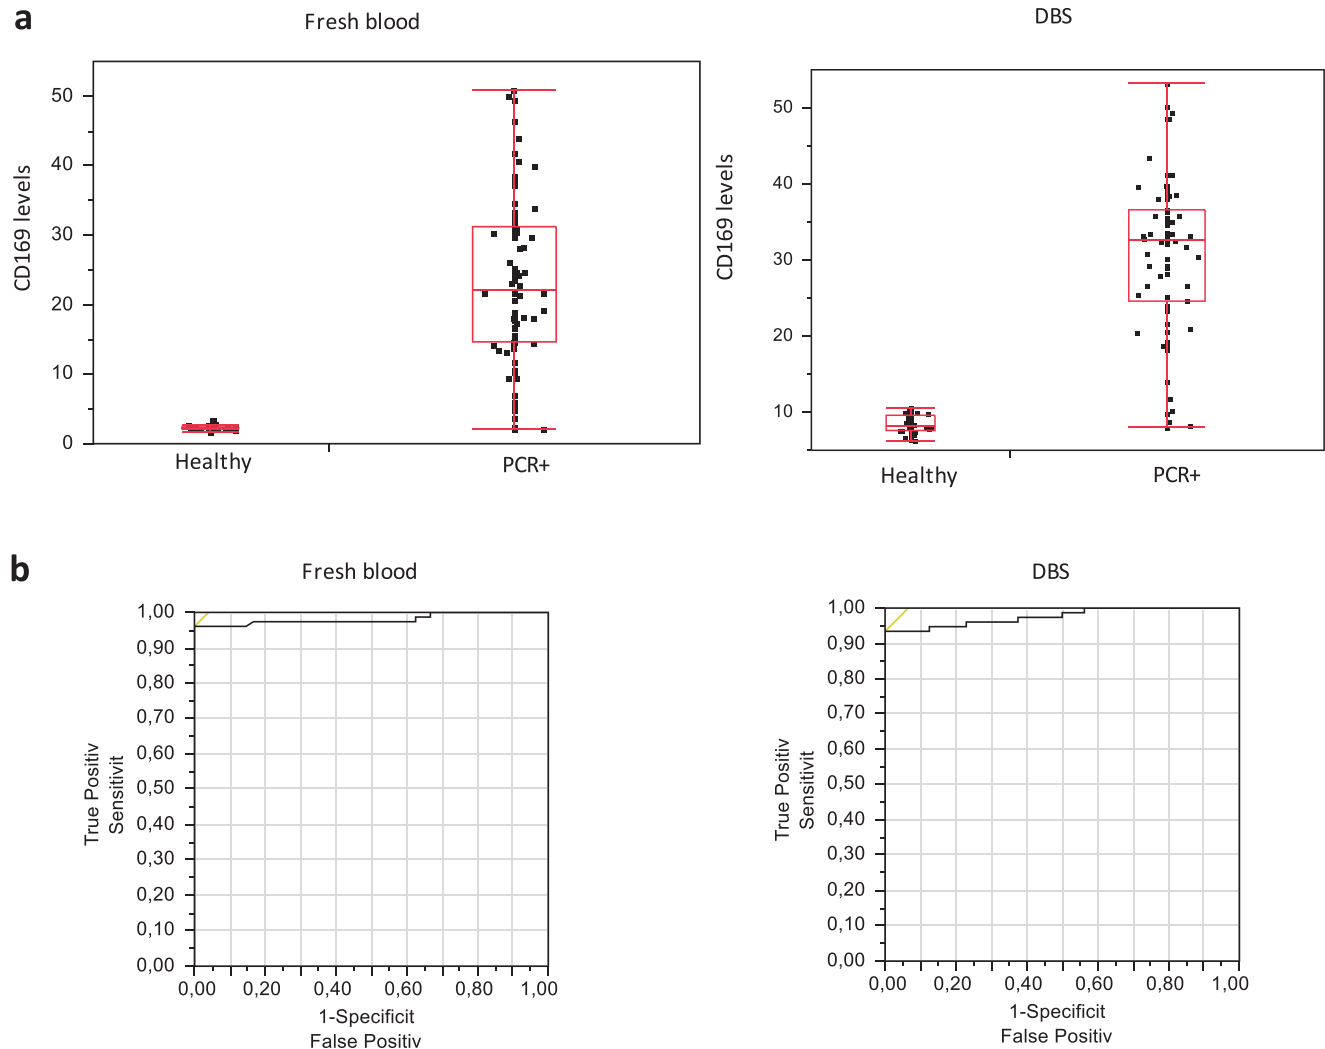 a
Fresh blood
DBS
CD169 levels
50
40
30
20
10
0
Healthy
PCR+
CD169 levels
50
40
30
20
10
Healthy
PCR+
b
Fresh blood
DBS
True Positiv
Sensitivit
1,00
0,90
0,80
0,70
0,60
0,50
0,40
0,30
0,20
0,10
0,00
0,00 0,20 0,40 0,60 0,80 1,00
1-Specificit
False Positiv
True Positiv
Sensitivit
1,00
0,90
0,80
0,70
0,60
0,50
0,40
0,30
0,20
0,10
0,00
0,00 0,20 0,40 0,60 0,80 1,00
1-Specificit
False Positiv